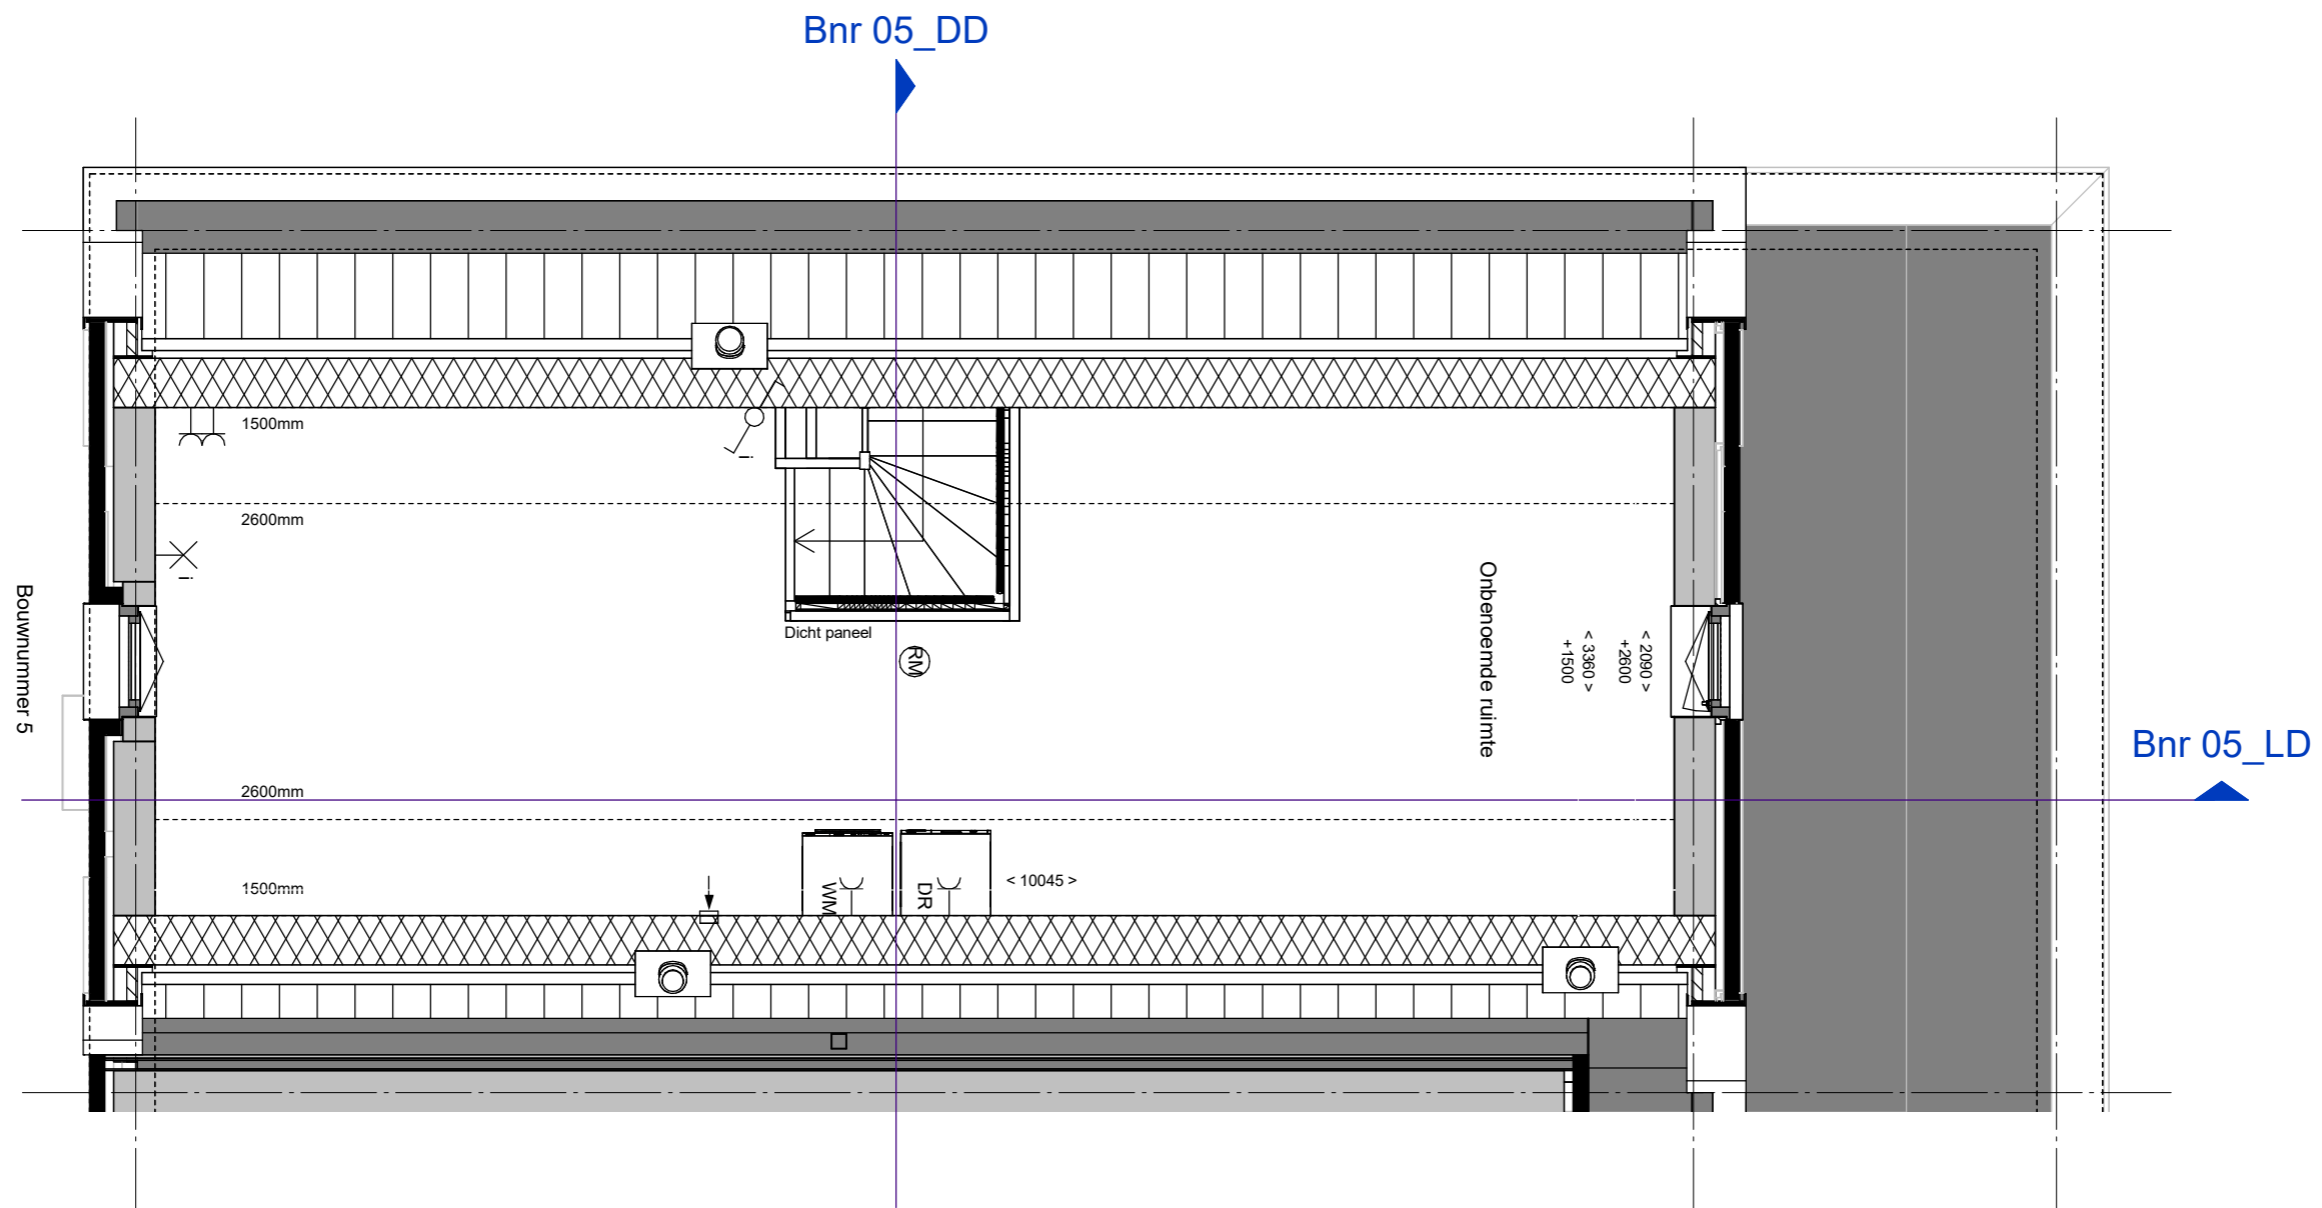 Bnr 05_DD
1500mm
2600mm
Bouwnummer 5
Dicht paneel
RM
Onbenoemde ruimte
< 2090 >
+2600
< 3360 >
+1500
Bnr 05_LD
2600mm
1500mm
WM
DR
< 10045 >